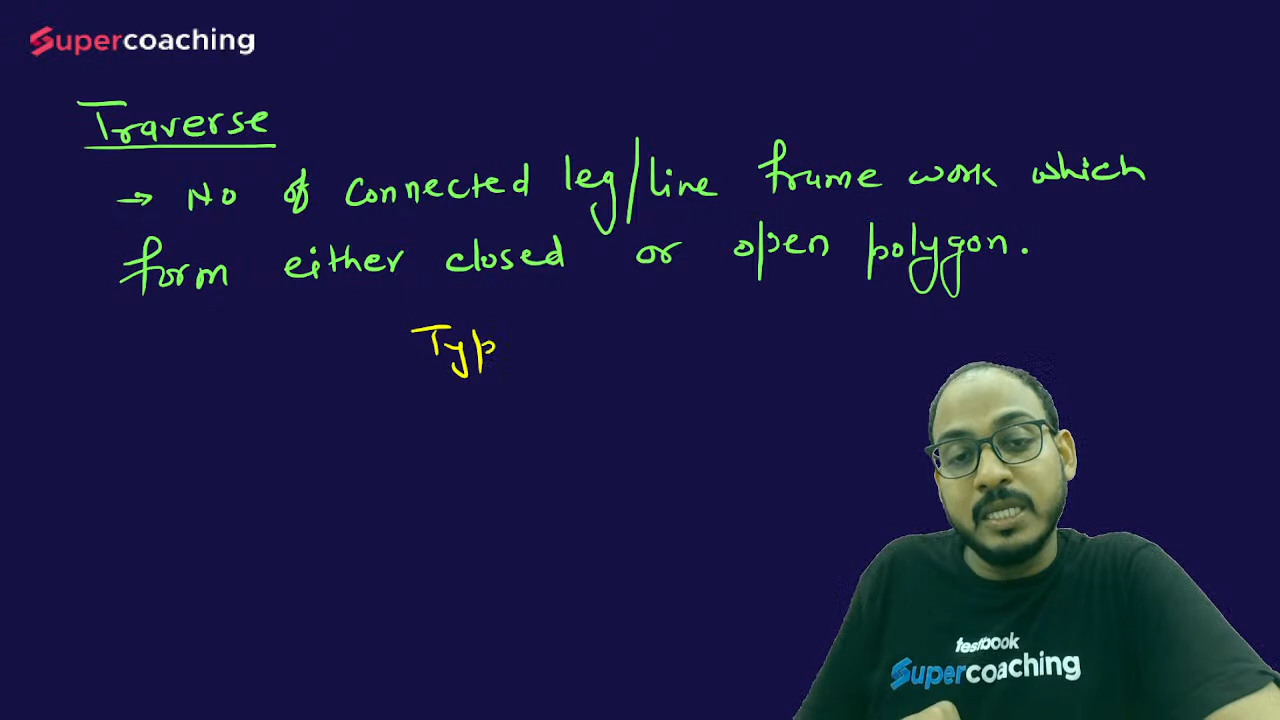 Supercoaching
Traverse
→ No of connected leg/line frame work which
form either closed or open polygon.
Typ
testbook
Supercoaching